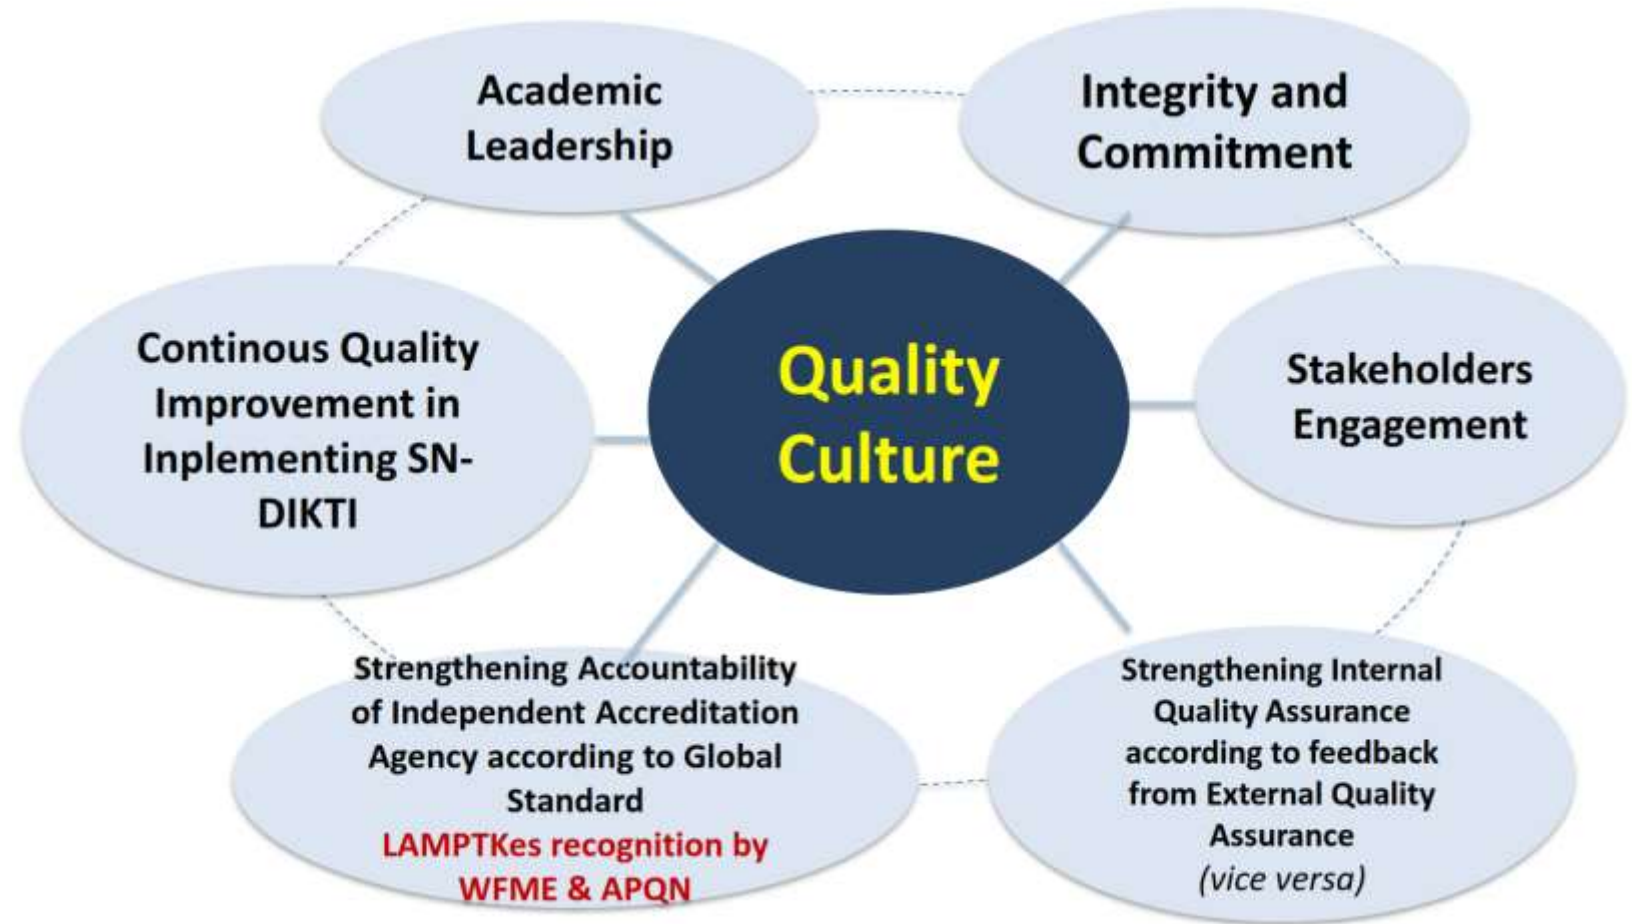 Academic
Leadership
Integrity and
Commitment
Quality
Culture
Continous Quality
Improvement in
Inplementing SN-
DIKTI
Stakeholders
Engagement
Strengthening Accountability
of Independent Accreditation
Agency according to Global
Standard
LAMPTKes recognition by
WFME & APQN
Strengthening Internal
Quality Assurance
according to feedback
from External Quality
Assurance
(vice versa)